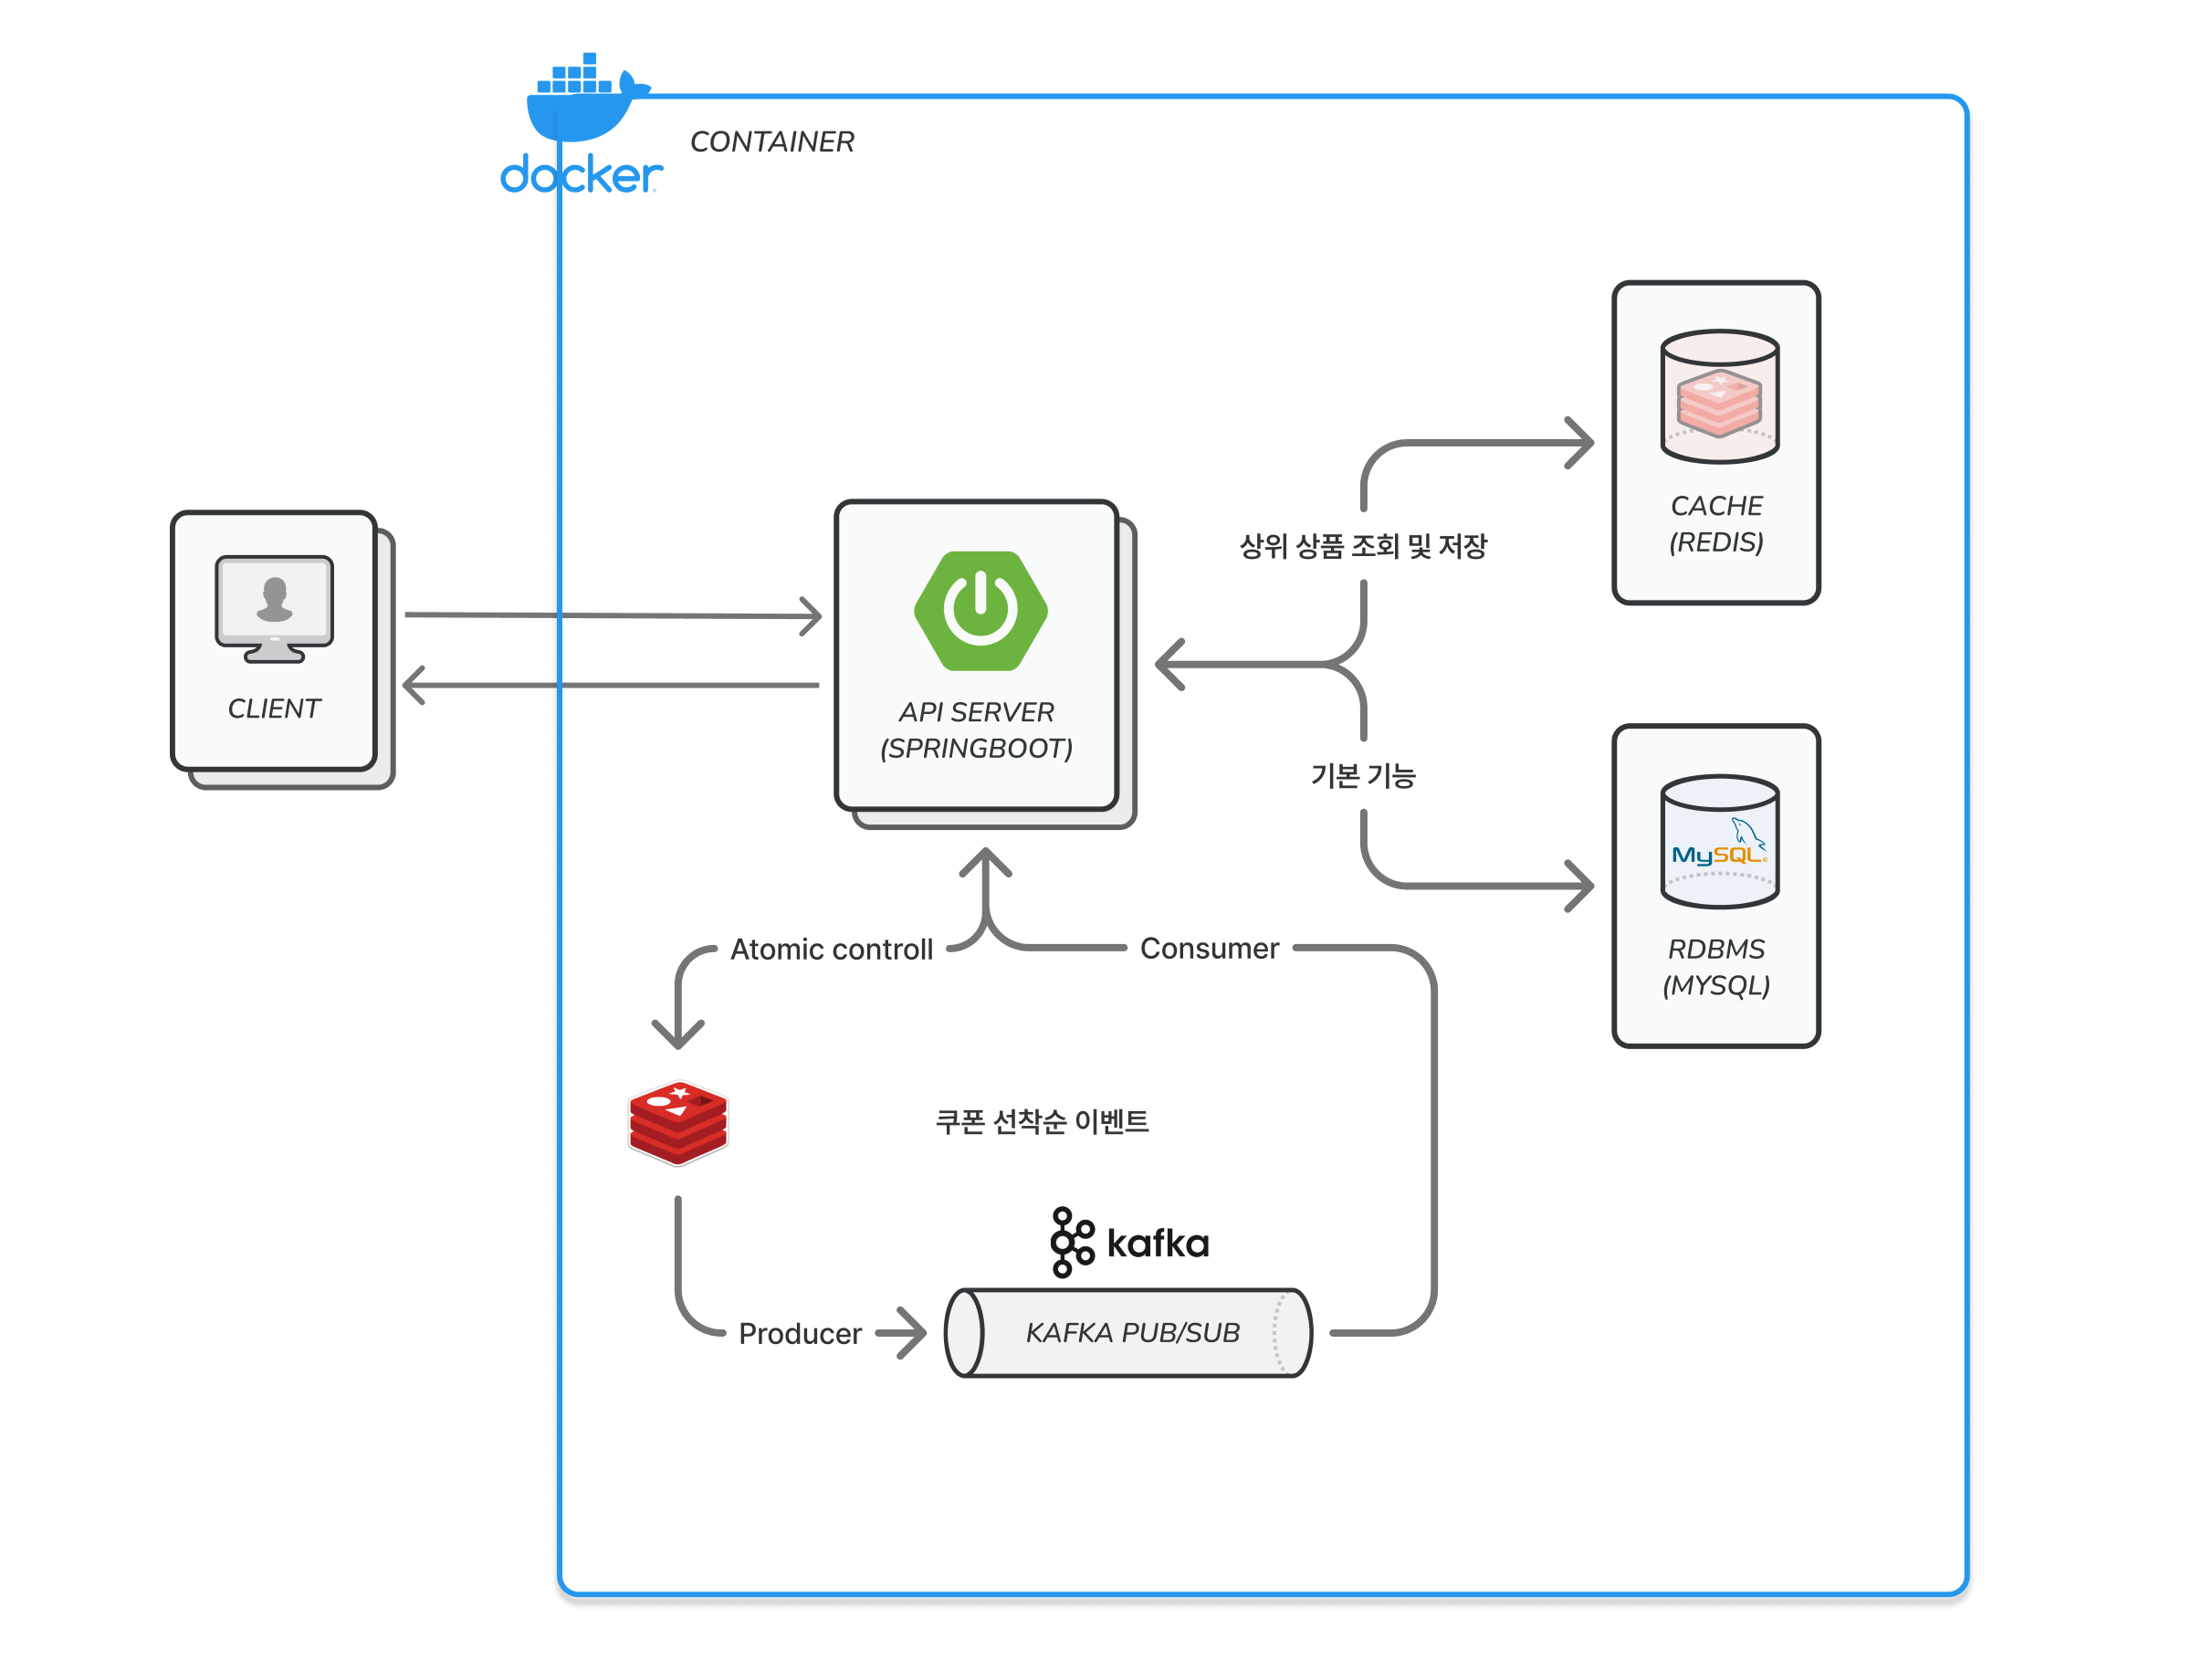 docker
CONTAINER
CACHE
(REDIS)
상위 상품 조회 및 저장
CLIENT
API SERVER
(SPRINGBOOT)
기본 기능
MySQL
RDBMS
(MYSQL)
Atomic controll
Consumer
쿠폰 선착순 이벤트
kafka
Producer
KAFKA PUB/SUB